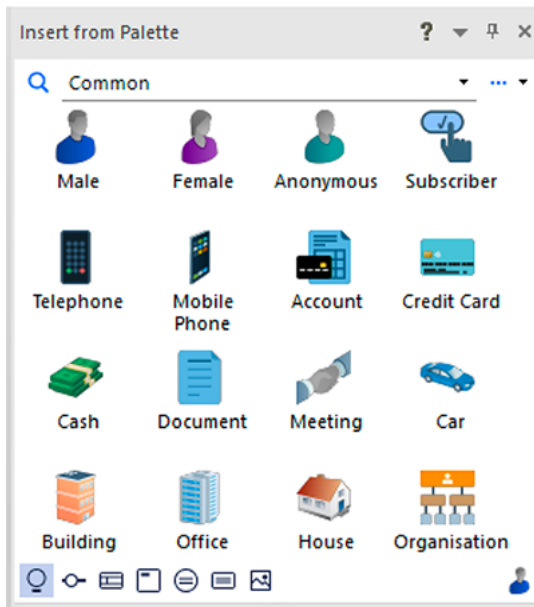 Insert from Palette
Common
Male Female Anonymous Subscriber
Telephone Mobile Phone Account Credit Card
Cash Document Meeting Car
Building Office House Organisation